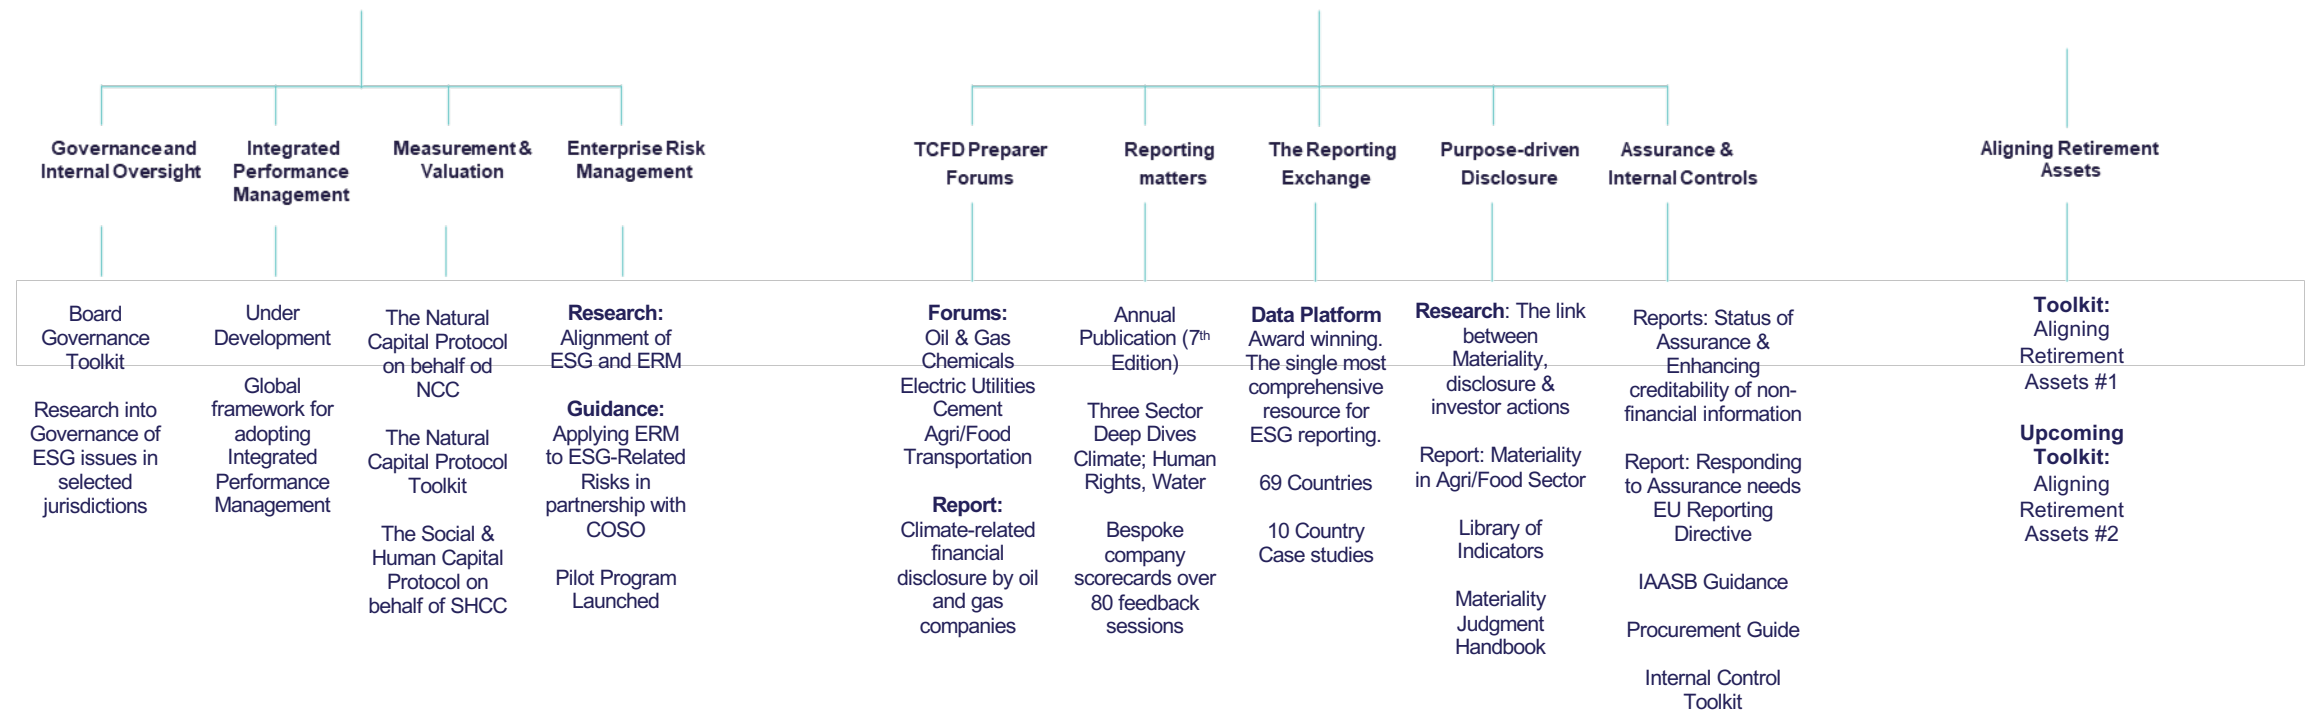 Governance and
Internal Oversight
Integrated
Performance
Management
Measurement &
Valuation
Enterprise Risk
Management
TCFD Preparer
Forums
Reporting
matters
The Reporting
Exchange
Purpose-driven
Disclosure
Assurance &
Internal Controls
Aligning Retirement
Assets
Board
Governance
Toolkit
Research into
Governance of
ESG issues in
selected
jurisdictions
Under
Development
Global
framework for
adopting
Integrated
Performance
Management
The Natural
Capital Protocol
on behalf od
NCC
The Natural
Capital Protocol
Toolkit
The Social &
Human Capital
Protocol on
behalf of SHCC
Research:
Alignment of
ESG and ERM
Guidance:
Applying ERM
to ESG-Related
Risks in
partnership with
COSO
Pilot Program
Launched
Forums:
Oil & Gas
Chemicals
Electric Utilities
Cement
Agri/Food
Transportation
Report:
Climate-related
financial
disclosure by oil
and gas
companies
Annual
Publication (7th
Edition)
Three Sector
Deep Dives
Climate; Human
Rights, Water
Bespoke
company
scorecards over
80 feedback
sessions
Data Platform
Award winning.
The single most
comprehensive
resource for
ESG reporting.
69 Countries
10 Country
Case studies
Research: The link
between
Materiality,
disclosure &
investor actions
Report: Materiality
in Agri/Food Sector
Library of
Indicators
Materiality
Judgment
Handbook
Reports: Status of
Assurance &
Enhancing
creditability of non-
financial information
Report: Responding
to Assurance needs
EU Reporting
Directive
IAASB Guidance
Procurement Guide
Internal Control
Toolkit
Toolkit:
Aligning
Retirement
Assets #1
Upcoming
Toolkit:
Aligning
Retirement
Assets #2